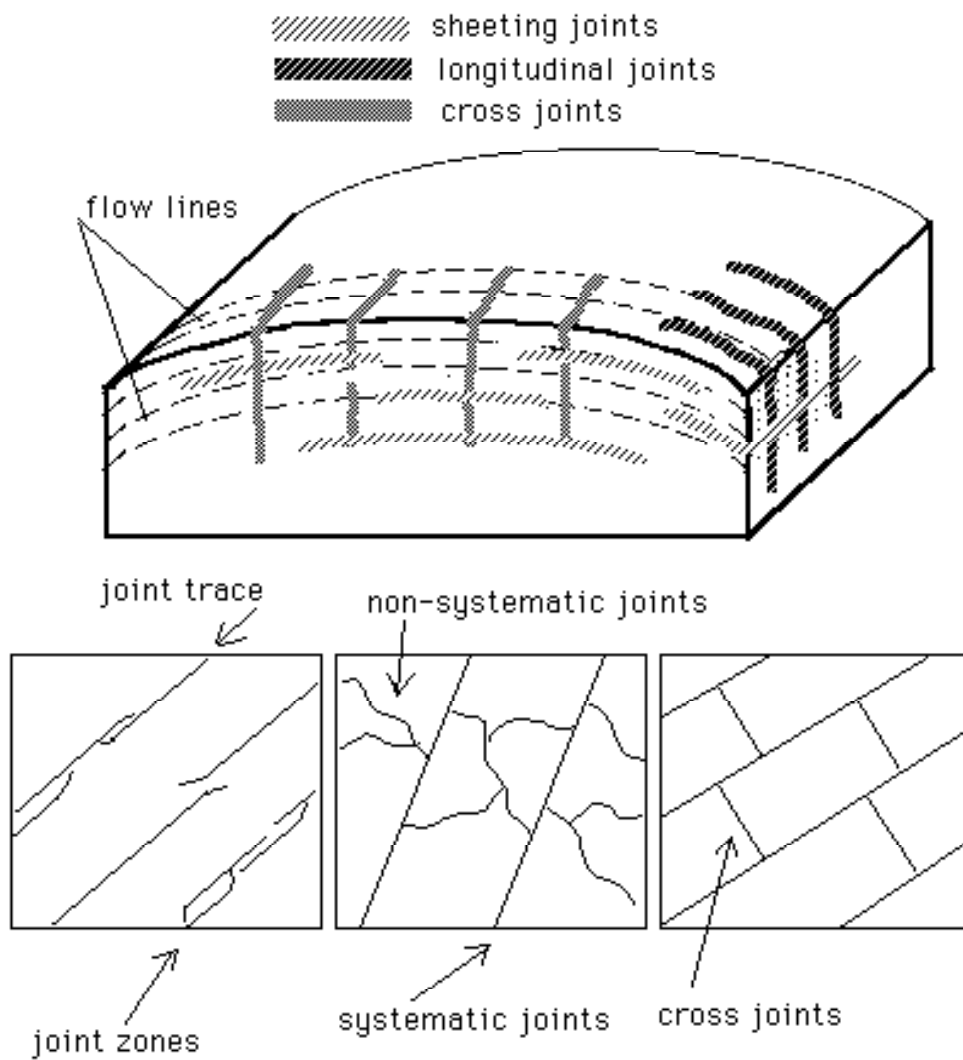 sheeting joints
longitudinal joints
cross joints
flow lines
joint trace
non-systematic joints
joint zones
systematic joints
cross joints